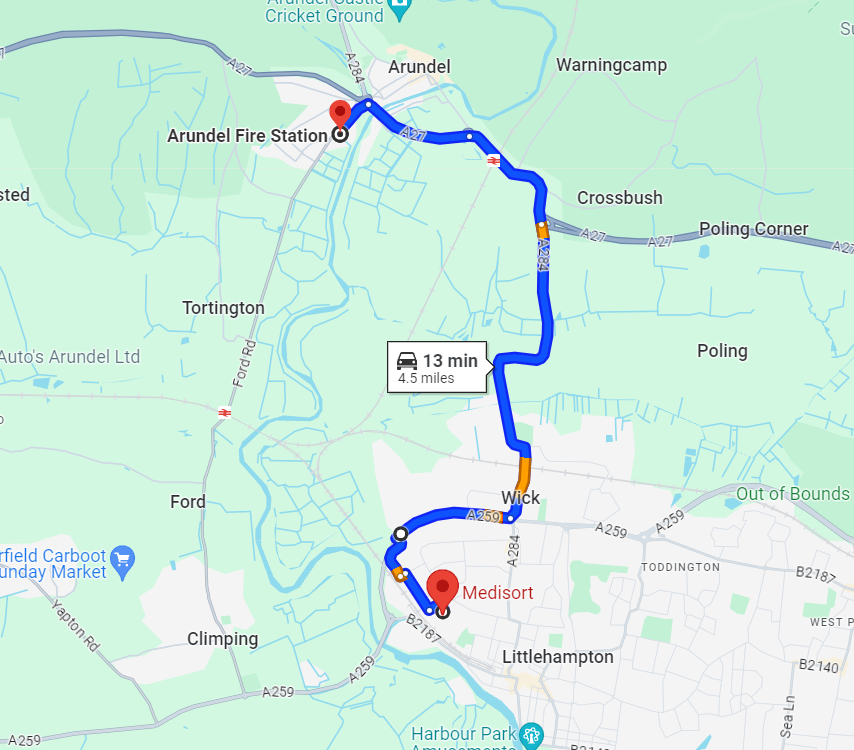 Arundel Castle
Cricket Ground
A284
A27
Arundel
Warningcamp
Arundel Fire Station
A27
sted
Crossbush
Poling Corner
A27
A27
A27
A284
Tortington
Auto's Arundel Ltd
Ford Rd
13 min
4.5 miles
Poling
Ford
Wick
A259
A259
A259
A284
Out of Bounds
TODDINGTON
B2187
rfield Carboot
unday Market
Medisort
Yapton Rd
Climping
B2187
WEST P
Littlehampton
B2140
A259
A259
A259
Sea Ln
Harbour Park
Amusements
B2140